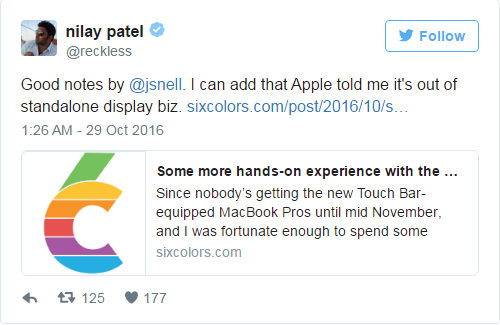 nilay patel
@reckless
Follow
Good notes by @jsnell. I can add that Apple told me it's out of
standalone display biz. sixcolors.com/post/2016/10/s…
1:26 AM - 29 Oct 2016
Some more hands-on experience with the ...
Since nobody's getting the new Touch Bar-
equipped MacBook Pros until mid November,
and I was fortunate enough to spend some
sixcolors.com
125
177